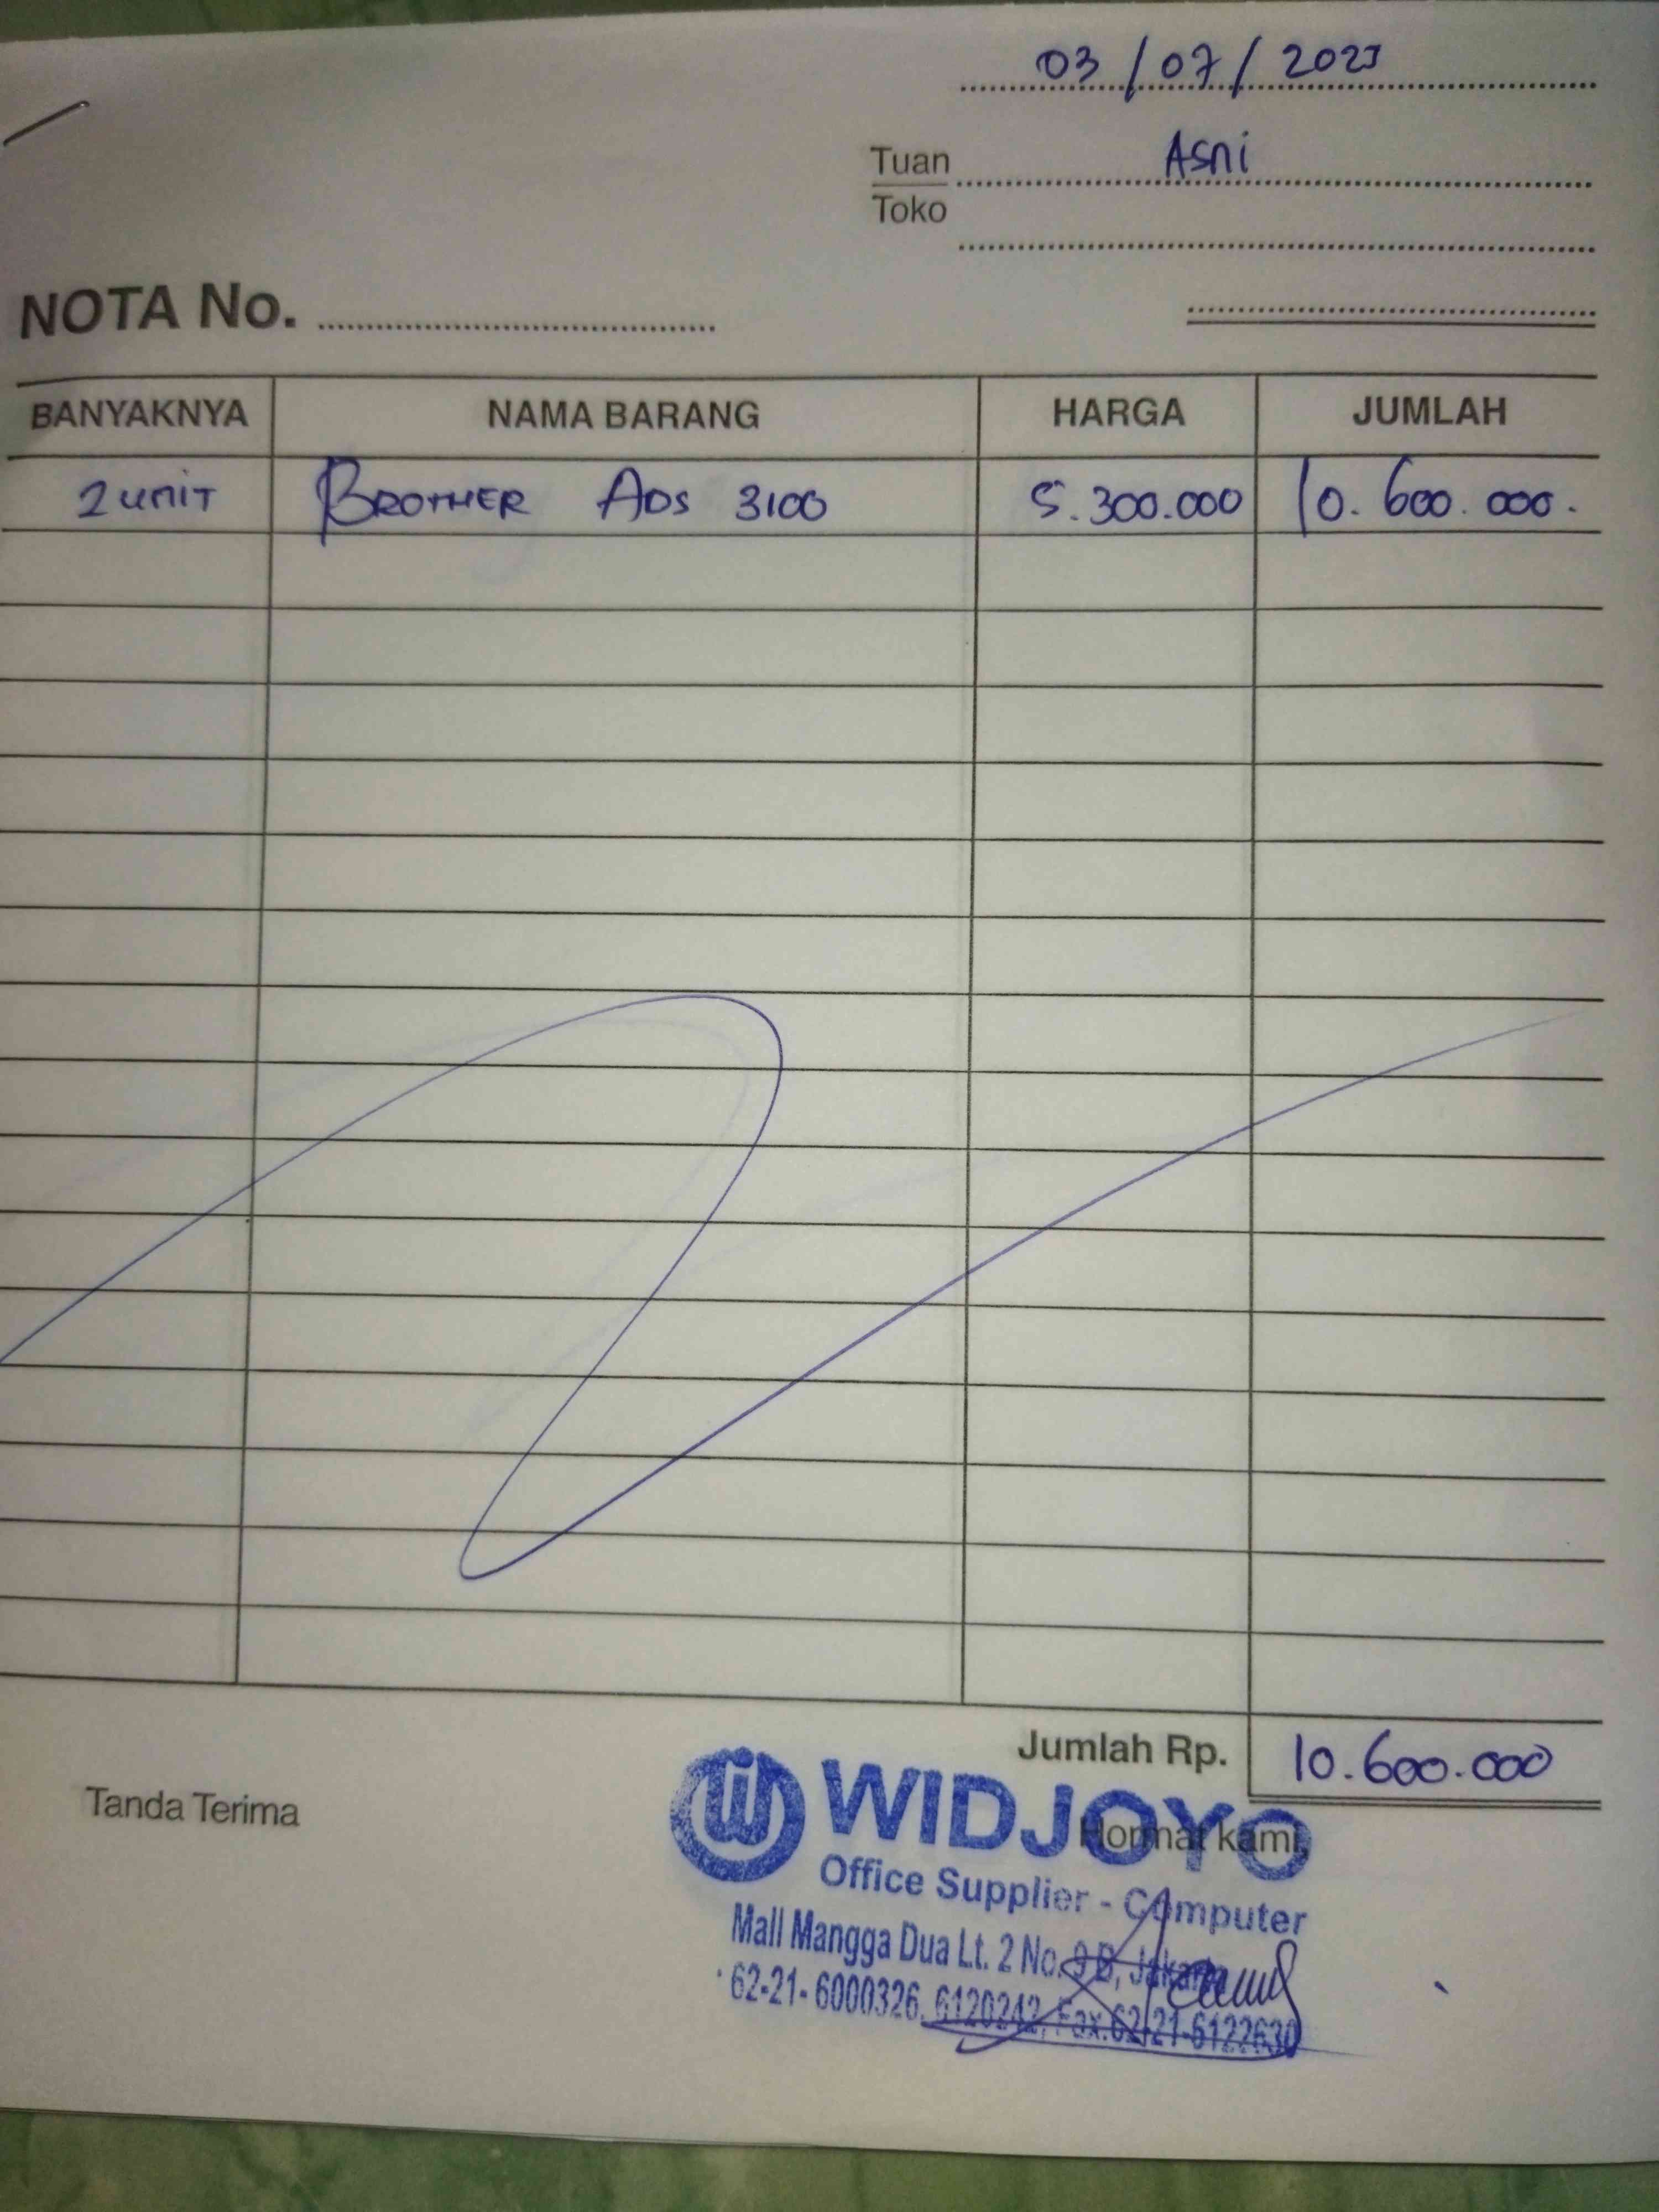 03/07/2023
Tuan Asni
Toko
NOTA No.
BANYAKNYA NAMA BARANG HARGA JUMLAH
2 unit BROTHER ADS 3100 5.300.000 10.600.000.
Jumlah Rp. 10.600.000
Tanda Terima
Hormat kami,
WIDJOYO
Office Supplier - Computer
Mall Mangga Dua Lt. 2 No. 9 B, Jakarta
62-21-6000326, 6120242, Fax.62-21-6122630